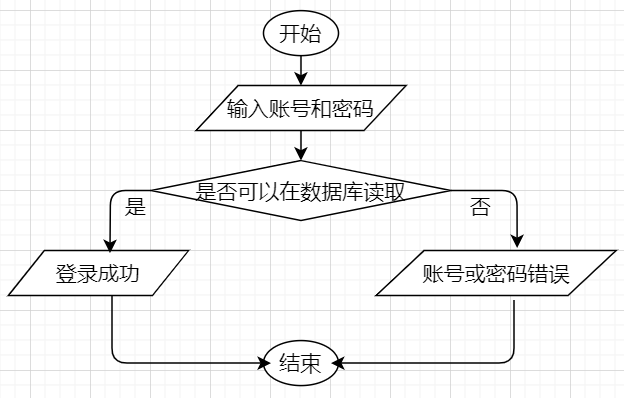 开始
输入账号和密码
是否可以在数据库读取
是
否
登录成功
账号或密码错误
结束